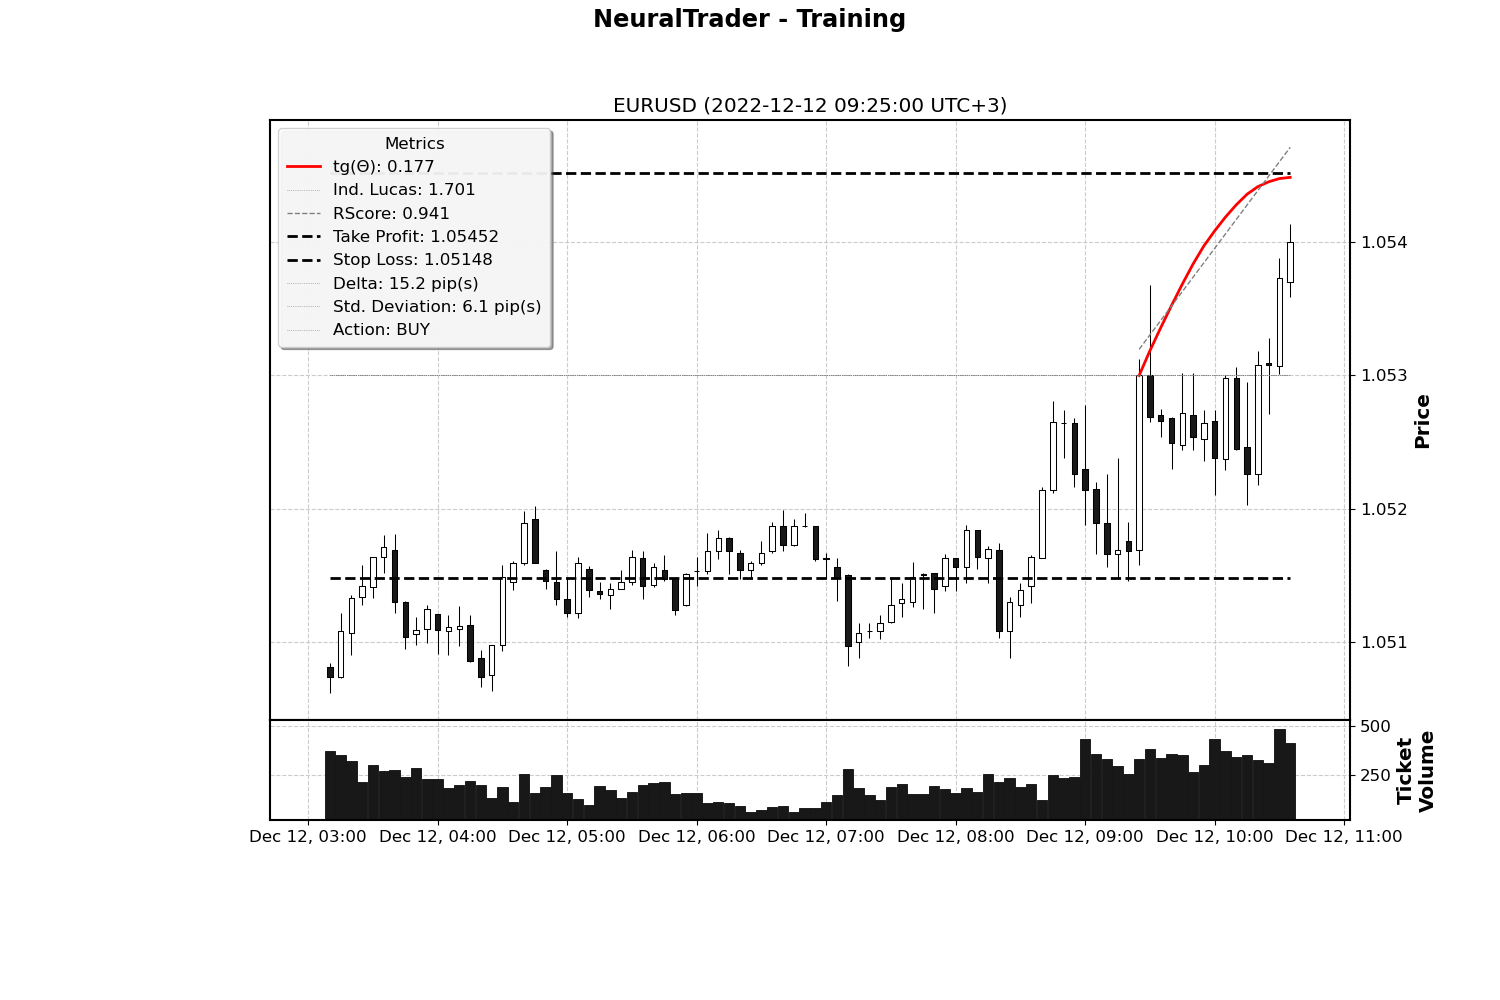 NeuralTrader - Training
EURUSD (2022-12-12 09:25:00 UTC+3)
Metrics
tg(Θ): 0.177
Ind. Lucas: 1.701
RScore: 0.941
Take Profit: 1.05452
Stop Loss: 1.05148
Delta: 15.2 pip(s)
Std. Deviation: 6.1 pip(s)
Action: BUY
1.054
1.053
1.052
1.051
Price
500
250
Ticket
Volume
Dec 12, 03:00
Dec 12, 04:00
Dec 12, 05:00
Dec 12, 06:00
Dec 12, 07:00
Dec 12, 08:00
Dec 12, 09:00
Dec 12, 10:00
Dec 12, 11:00